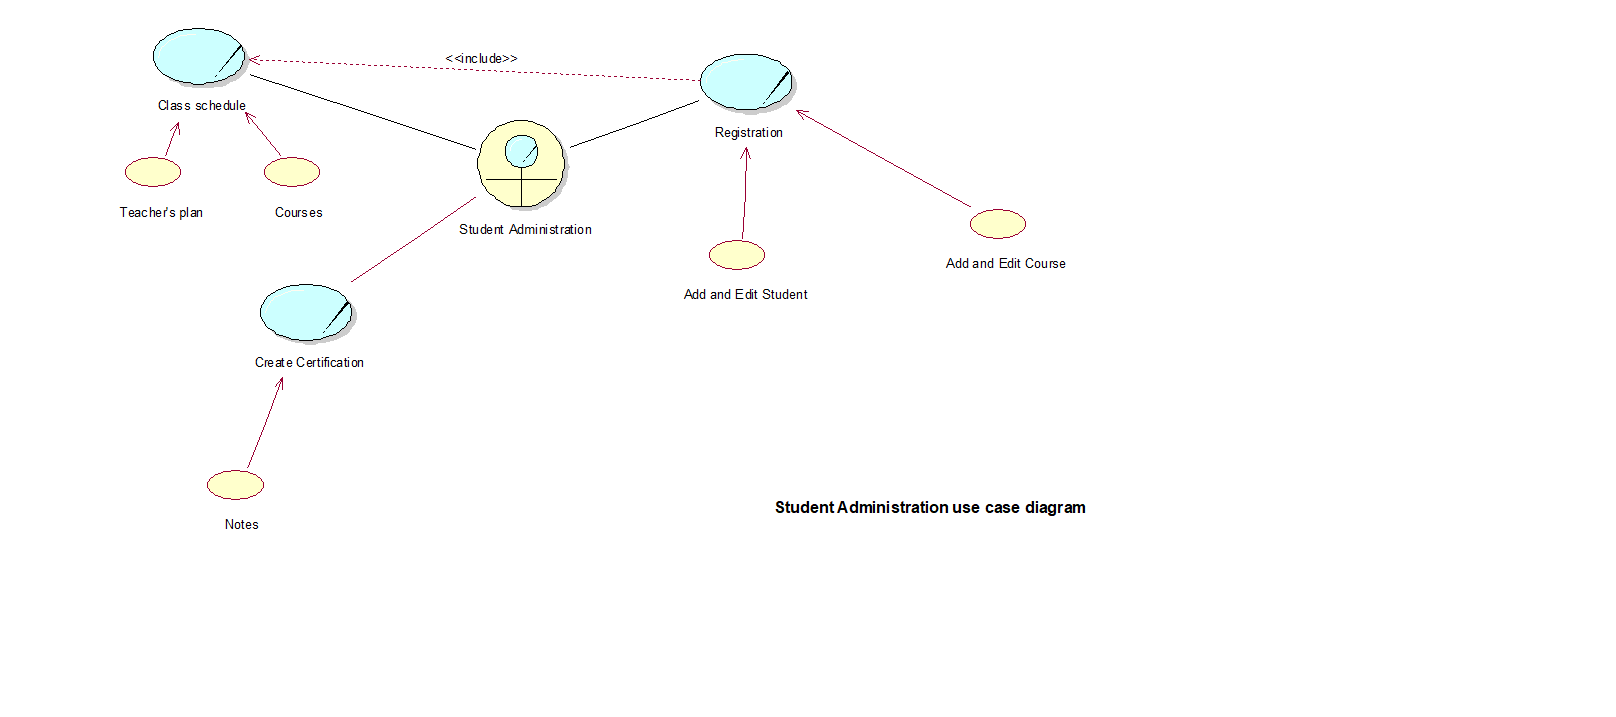 <<include>>
Class schedule
Registration
Teacher's plan
Courses
Student Administration
Add and Edit Course
Add and Edit Student
Create Certification
Student Administration use case diagram
Notes